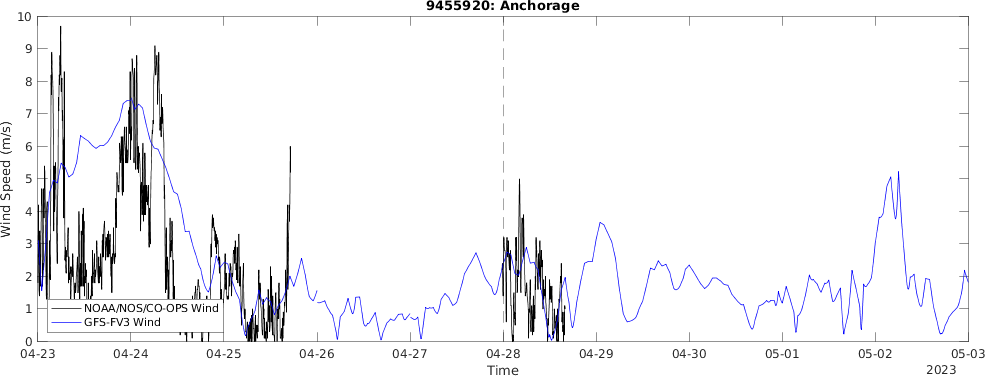 9455920: Anchorage
10
9
8
7
6
5
4
3
2
1
0
Wind Speed (m/s)
NOAA/NOS/CO-OPS Wind
GFS-FV3 Wind
04-23 04-24 04-25 04-26 04-27 04-28 04-29 04-30 05-01 05-02 05-03
Time
2023